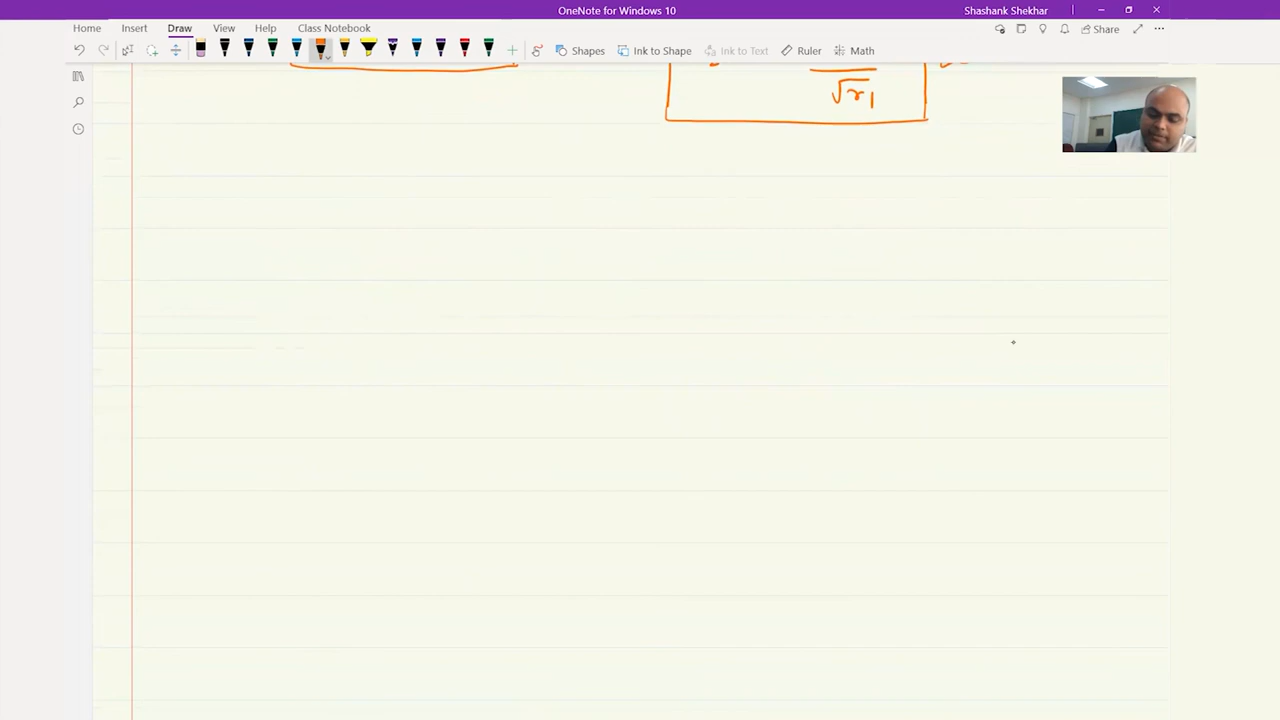 OneNote for Windows 10
Shashank Shekhar
Home Insert Draw View Help Class Notebook
Share
Shapes Ink to Shape Ink to Text Ruler Math
√r₁